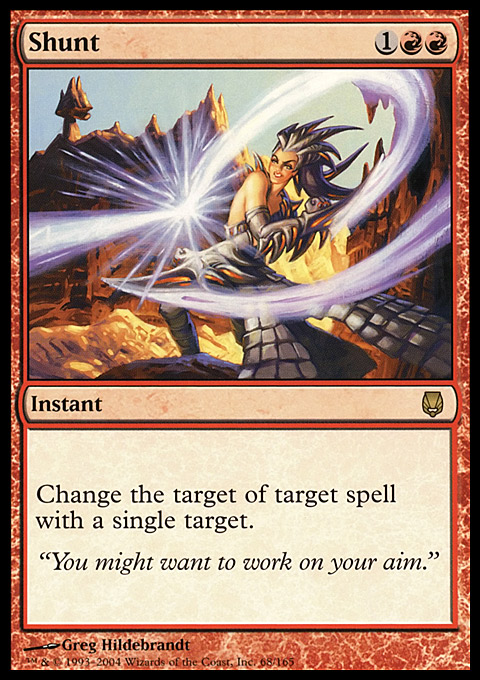 Shunt 1
Instant
Change the target of target spell
with a single target.
“You might want to work on your aim.”
Greg Hildebrandt
™ & © 1993–2004 Wizards of the Coast, Inc. 68/165